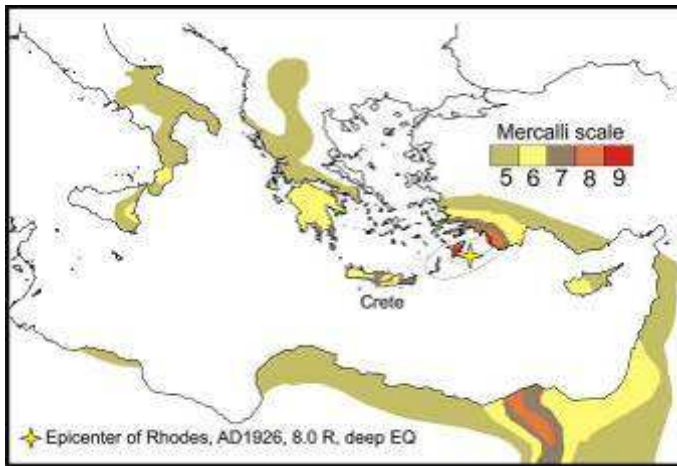 Mercalli scale
5 6 7 8 9
Crete
Epicenter of Rhodes, AD1926, 8.0 R, deep EQ